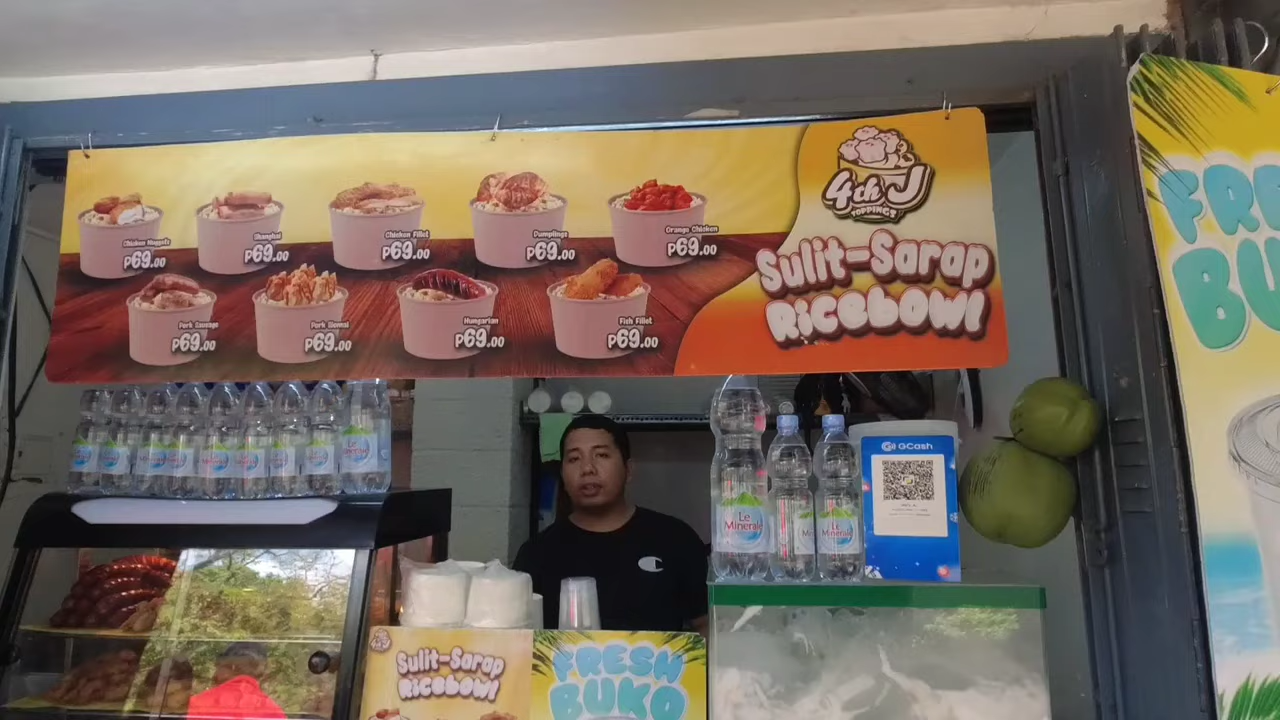 4th J
TOPPINGS
Sulit-Sarap
Ricebowl
Chicken Nuggets
P69.00
Shanghai
P69.00
Chicken Fillet
P69.00
Dumplings
P69.00
Orange Chicken
P69.00
Pork Sausage
P69.00
Pork Siomai
P69.00
Hungarian
P69.00
Fish Fillet
P69.00
Le
Minerale
Le
Minerale
GCash
Sulit-Sarap
Ricebowl
FRESH
BUKO